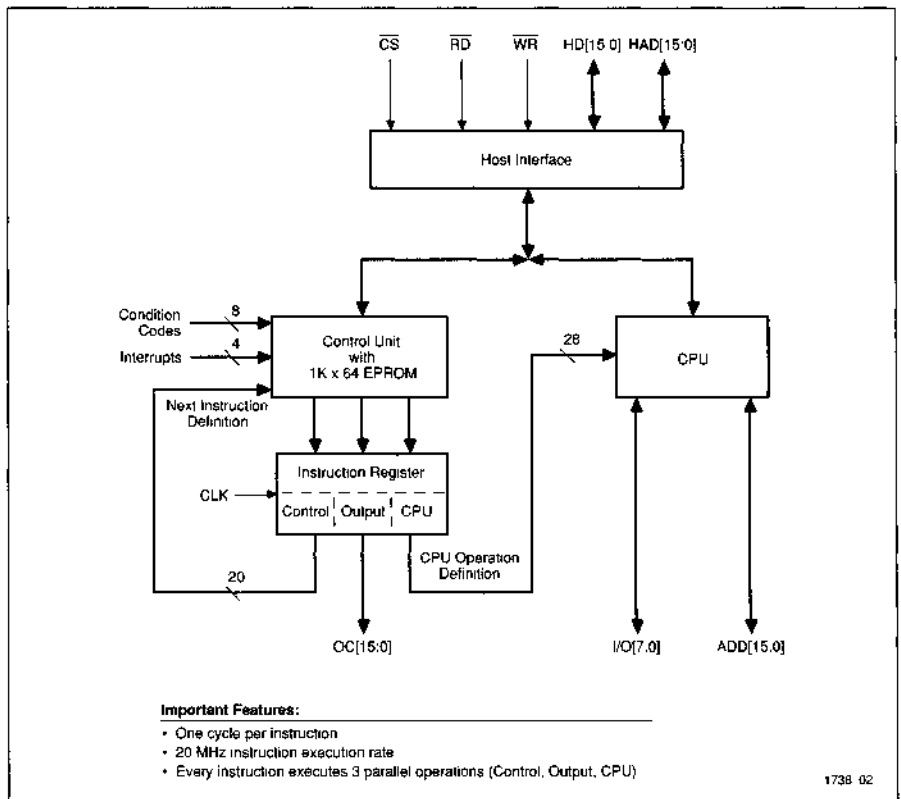 CS RD WR HD[15 0] HAD[15:0]
Host Interface
Condition
Codes
8
Interrupts
4
Control Unit
with
1K x 64 EPROM
28
CPU
Next Instruction
Definition
Instruction Register
CLK
Control Output CPU
CPU Operation
Definition
20
OC[15:0]
I/O[7.0]
ADD[15.0]
Important Features:
• One cycle per instruction
• 20 MHz instruction execution rate
• Every instruction executes 3 parallel operations (Control, Output, CPU)
1738 02